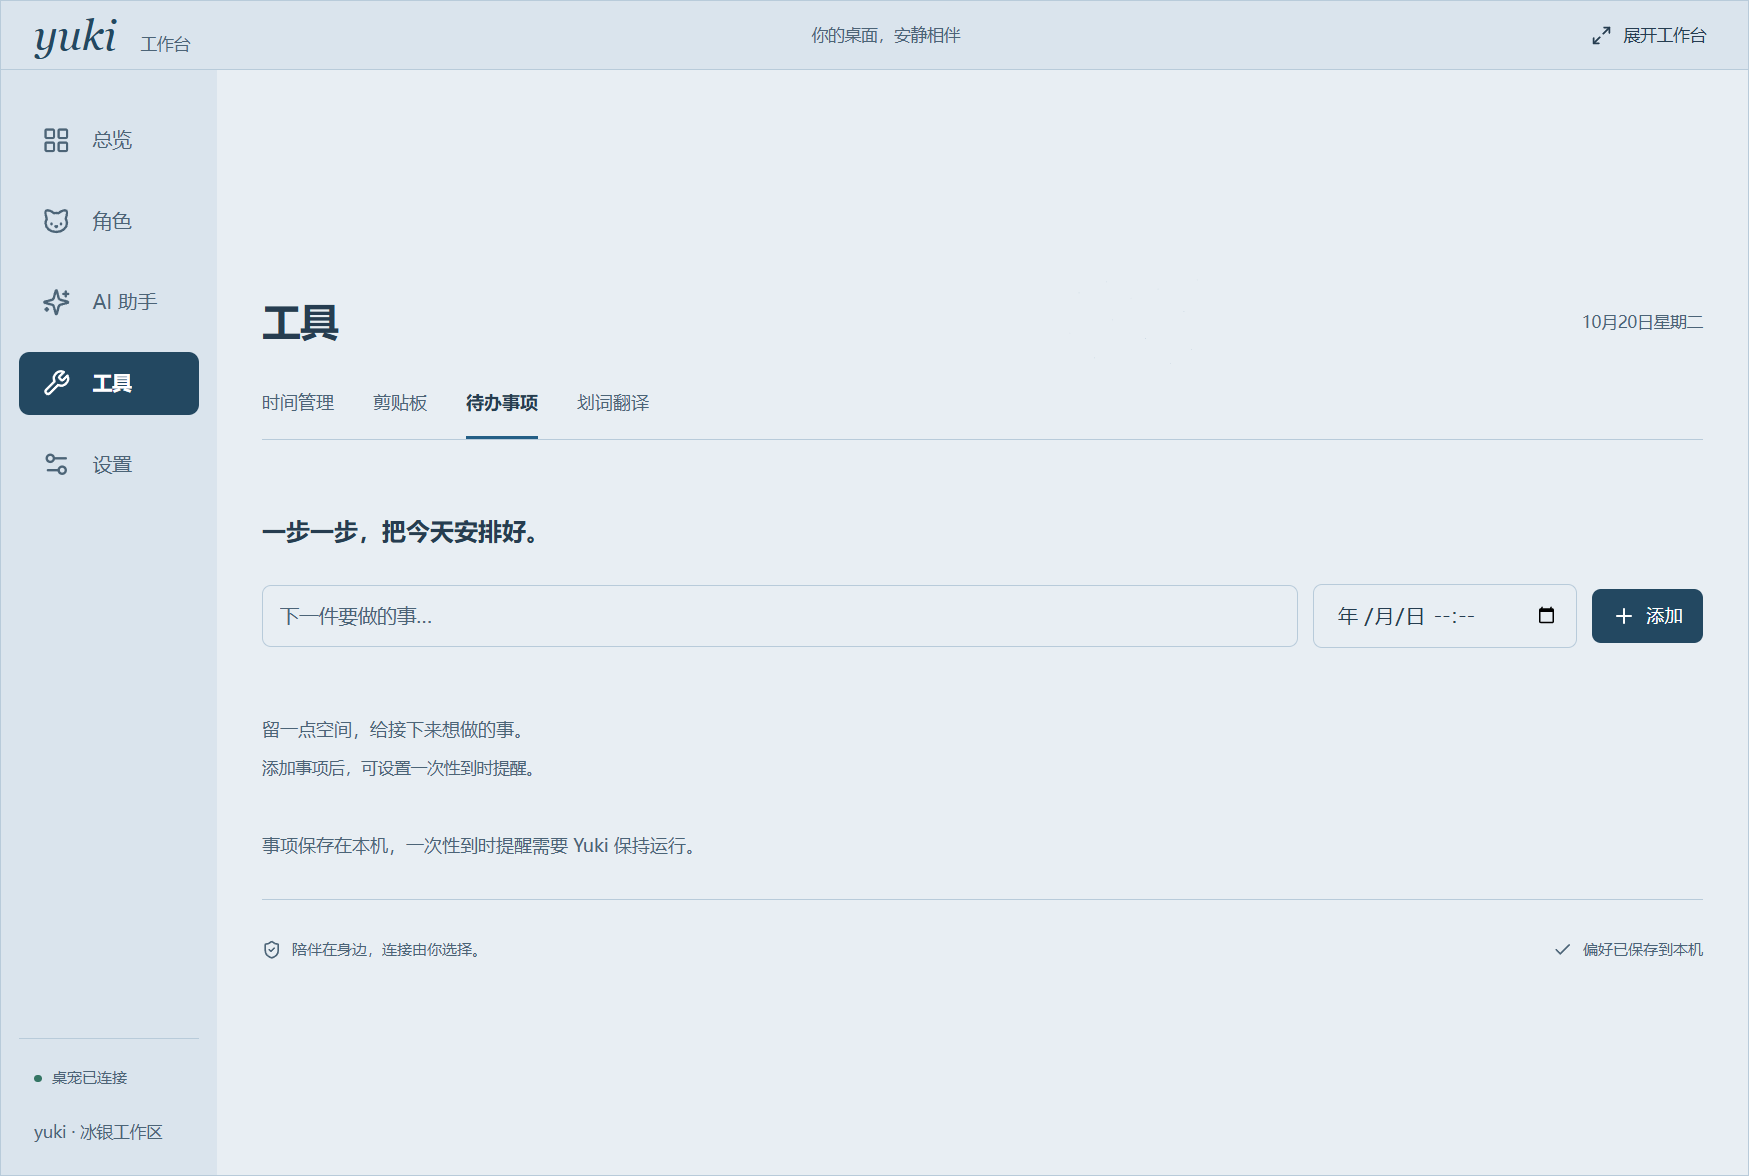 yuki 工作台
你的桌面，安静相伴
展开工作台
总览
角色
AI 助手
工具
设置
桌宠已连接
yuki · 冰银工作区
工具
10月20日星期二
时间管理 剪贴板 待办事项 划词翻译
一步一步，把今天安排好。
下一件要做的事...
年 /月/日 --:--
添加
留一点空间，给接下来想做的事。
添加事项后，可设置一次性到时提醒。
事项保存在本机，一次性到时提醒需要 Yuki 保持运行。
陪伴在身边，连接由你选择。
偏好已保存到本机